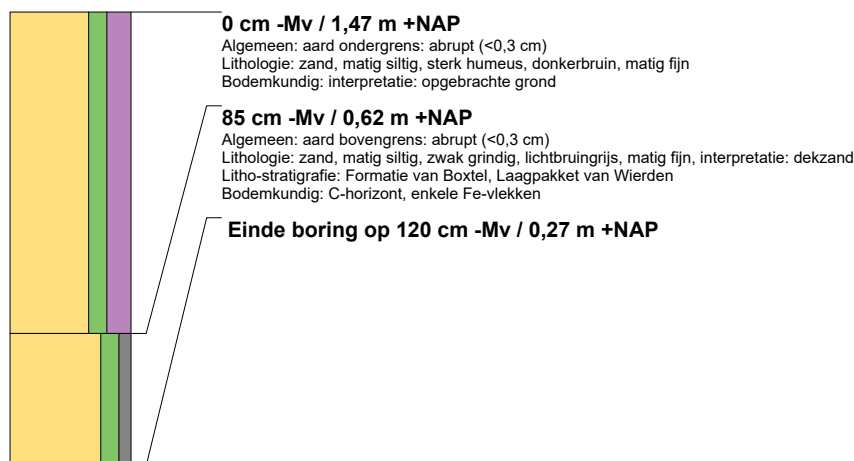 0 cm -Mv / 1,47 m +NAP
Algemeen: aard ondergrens: abrupt (<0,3 cm)
Lithologie: zand, matig siltig, sterk humeus, donkerbruin, matig fijn
Bodemkundig: interpretatie: opgebrachte grond
85 cm -Mv / 0,62 m +NAP
Algemeen: aard bovengrens: abrupt (<0,3 cm)
Lithologie: zand, matig siltig, zwak grindig, lichtbruingrijs, matig fijn, interpretatie: dekzand
Litho-stratigrafie: Formatie van Boxtel, Laagpakket van Wierden
Bodemkundig: C-horizont, enkele Fe-vlekken
Einde boring op 120 cm -Mv / 0,27 m +NAP